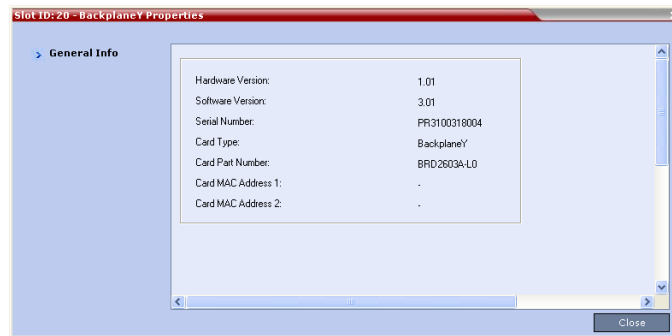 Slot ID: 20 - BackplaneY Properties
General Info
Hardware Version: 1.01
Software Version: 3.01
Serial Number: PR3100318004
Card Type: BackplaneY
Card Part Number: BRD2603A-L0
Card MAC Address 1: -
Card MAC Address 2: -
Close